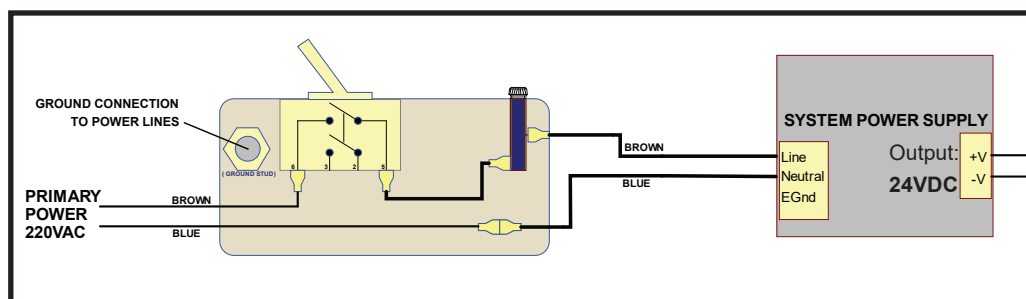 GROUND CONNECTION
TO POWER LINES
( GROUND STUD)
6 3 2 5
PRIMARY
POWER
220VAC
BROWN
BLUE
BROWN
BLUE
SYSTEM POWER SUPPLY
Line
Neutral
EGnd
Output:
24VDC
+V
-V